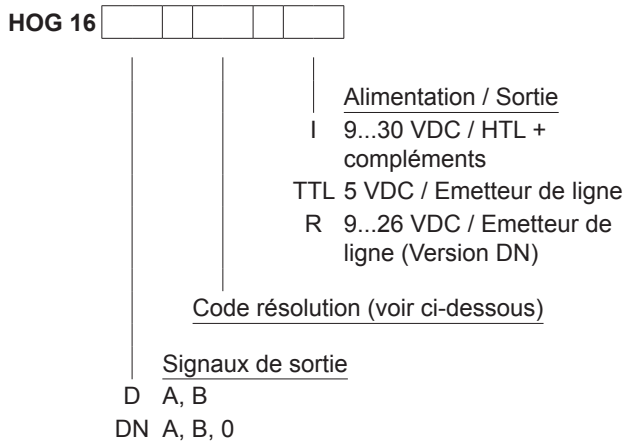 HOG 16
Alimentation / Sortie
I 9...30 VDC / HTL +
compléments
TTL 5 VDC / Emetteur de ligne
R 9...26 VDC / Emetteur de
ligne (Version DN)
Code résolution (voir ci-dessous)
Signaux de sortie
D A, B
DN A, B, 0